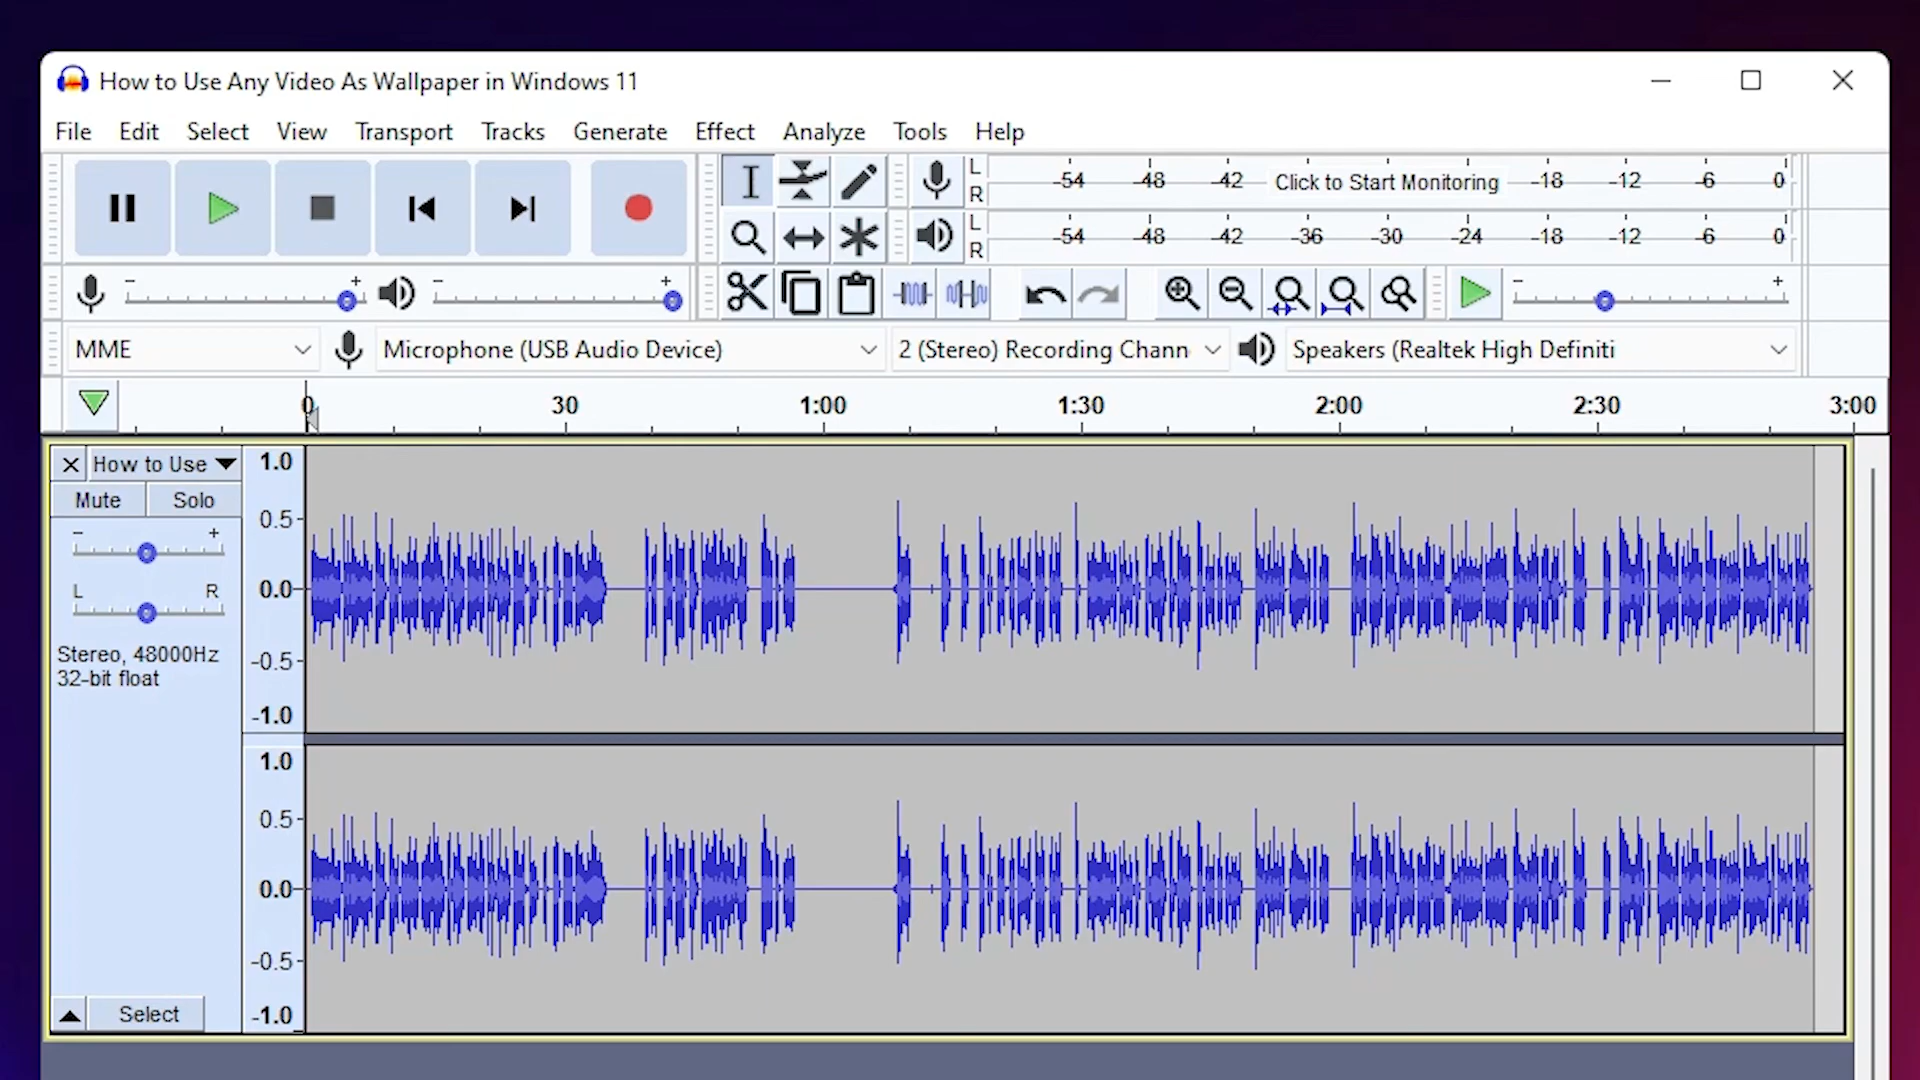 How to Use Any Video As Wallpaper in Windows 11
File Edit Select View Transport Tracks Generate Effect Analyze Tools Help
L
R
-54 -48 -42 Click to Start Monitoring -18 -12 -6 0
L
R
-54 -48 -42 -36 -30 -24 -18 -12 -6 0
- + - + - +
MME Microphone (USB Audio Device) 2 (Stereo) Recording Chann Speakers (Realtek High Definiti
0 30 1:00 1:30 2:00 2:30 3:00
How to Use
Mute Solo
- +
L R
Stereo, 48000Hz
32-bit float
1.0
0.5
0.0
-0.5
-1.0
1.0
0.5
0.0
-0.5
-1.0
Select